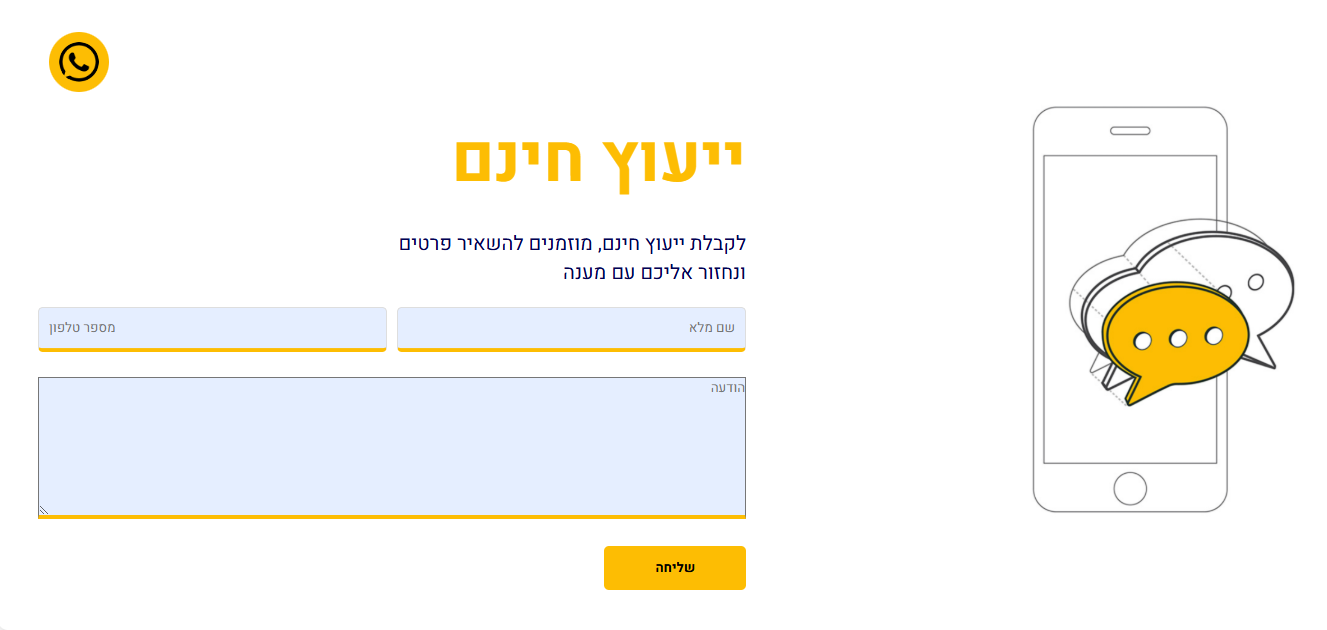 ייעוץ חינם
לקבלת ייעוץ חינם, מוזמנים להשאיר פרטים
ונחזור אליכם עם מענה
שם מלא
מספר טלפון
הודעה
שליחה